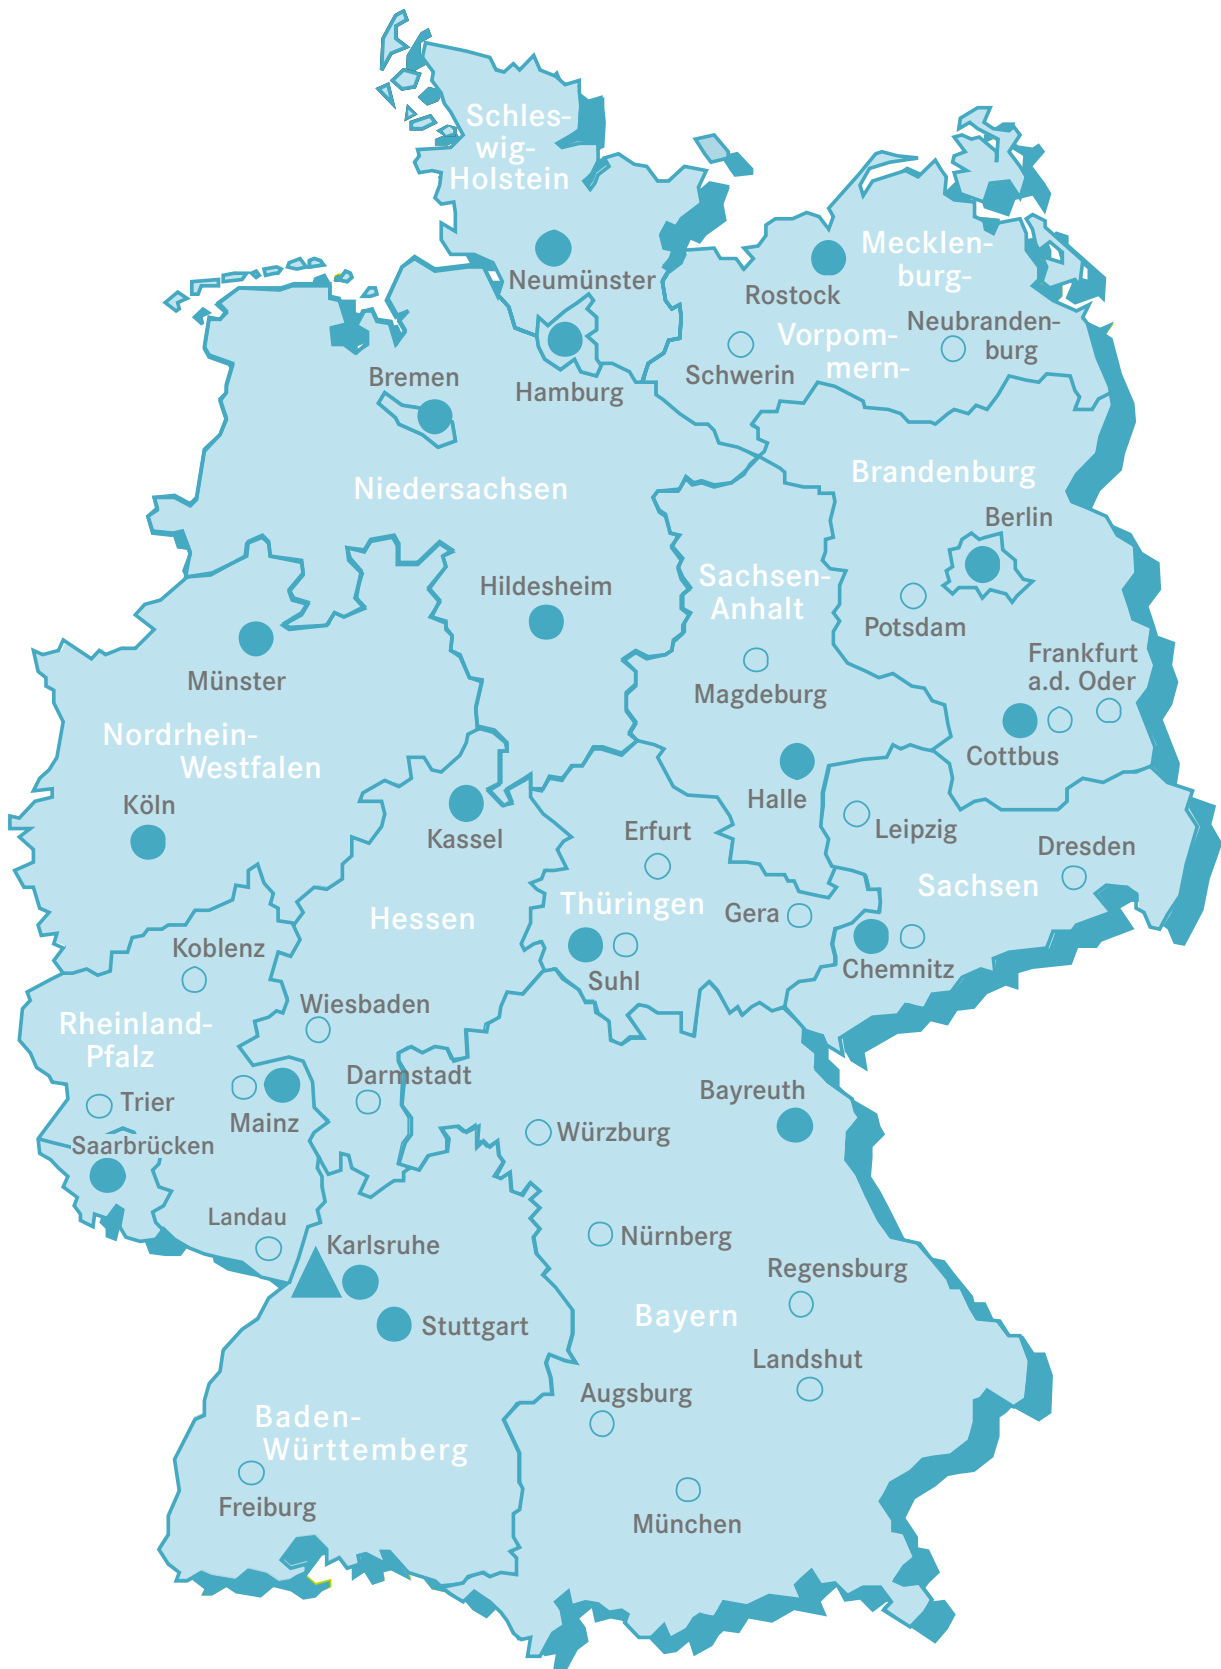 Schles-
wig-
Holstein
Neumünster
Mecklen-
burg-
Rostock
Vorpom-
mern-
Neubranden-
burg
Schwerin
Hamburg
Bremen
Niedersachsen
Brandenburg
Berlin
Sachsen-
Anhalt
Hildesheim
Potsdam
Münster
Magdeburg
Frankfurt
a.d. Oder
Nordrhein-
Westfalen
Cottbus
Köln
Kassel
Halle
Leipzig
Erfurt
Dresden
Sachsen
Thüringen
Gera
Hessen
Koblenz
Suhl
Chemnitz
Wiesbaden
Rheinland-
Pfalz
Darmstadt
Bayreuth
Trier
Mainz
Würzburg
Saarbrücken
Landau
Karlsruhe
Nürnberg
Regensburg
Stuttgart
Bayern
Landshut
Augsburg
Baden-
Württemberg
Freiburg
München